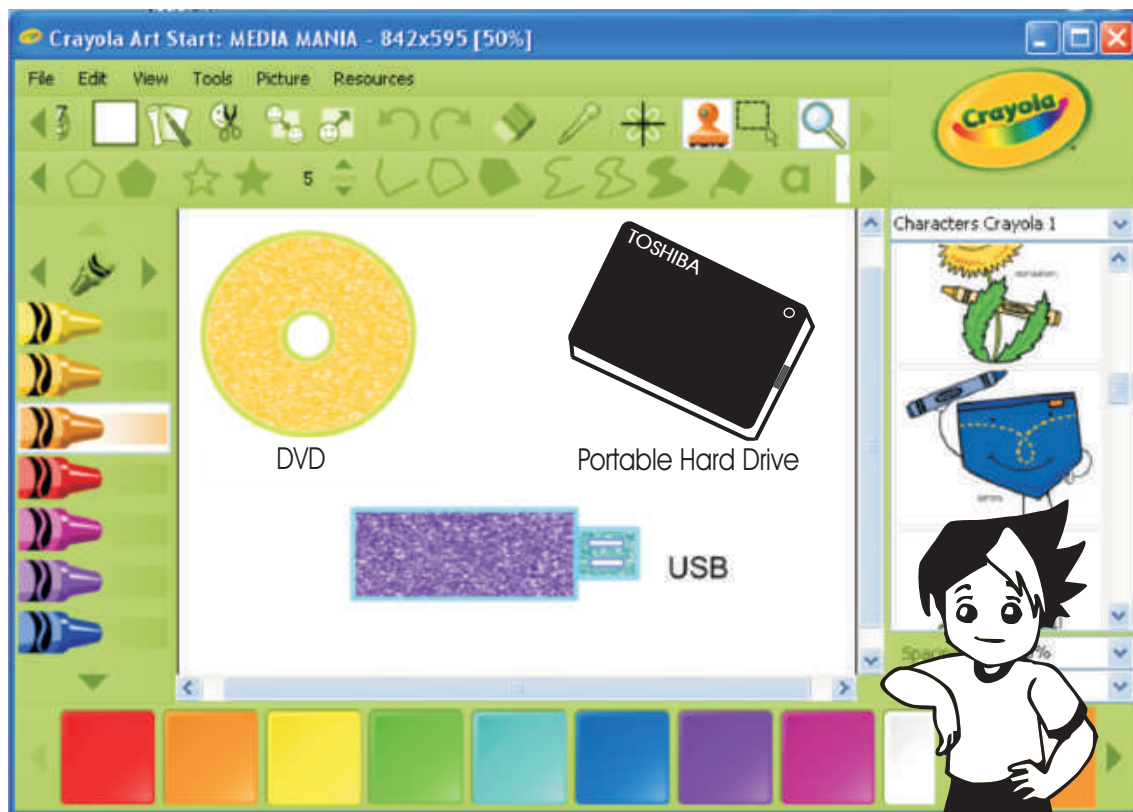 Crayola Art Start: MEDIA MANIA - 842x595 [50%]
File Edit View Tools Picture Resources
Crayola
5
a
Characters Crayola 1
TOSHIBA
DVD
Portable Hard Drive
USB
%